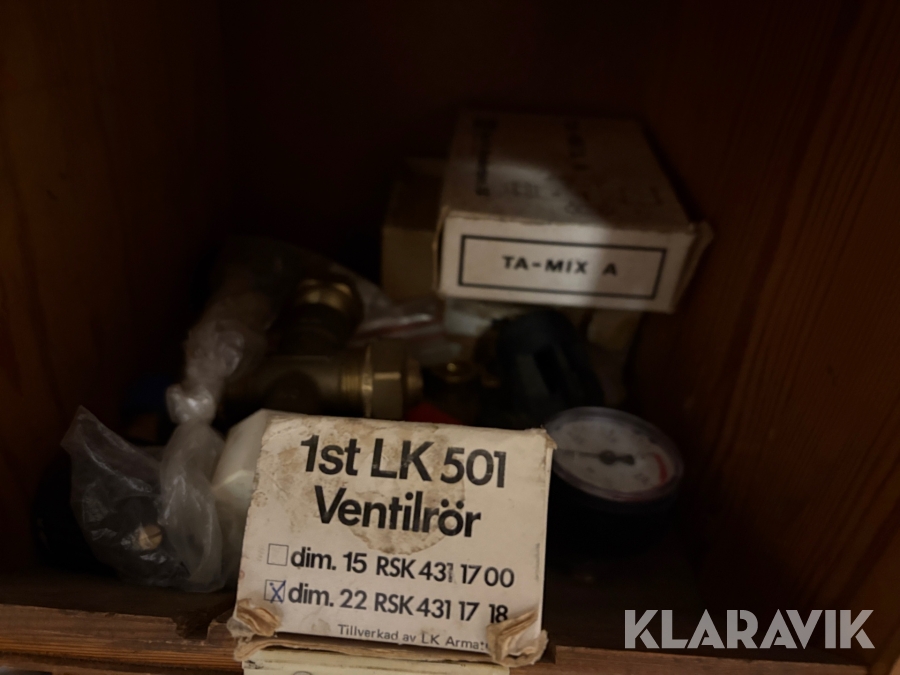 TA-MIX A
1st LK 501
Ventilrör
dim. 15 RSK 431 17 00
dim. 22 RSK 431 17 18
Tillverkad av LK
KLARAVIK